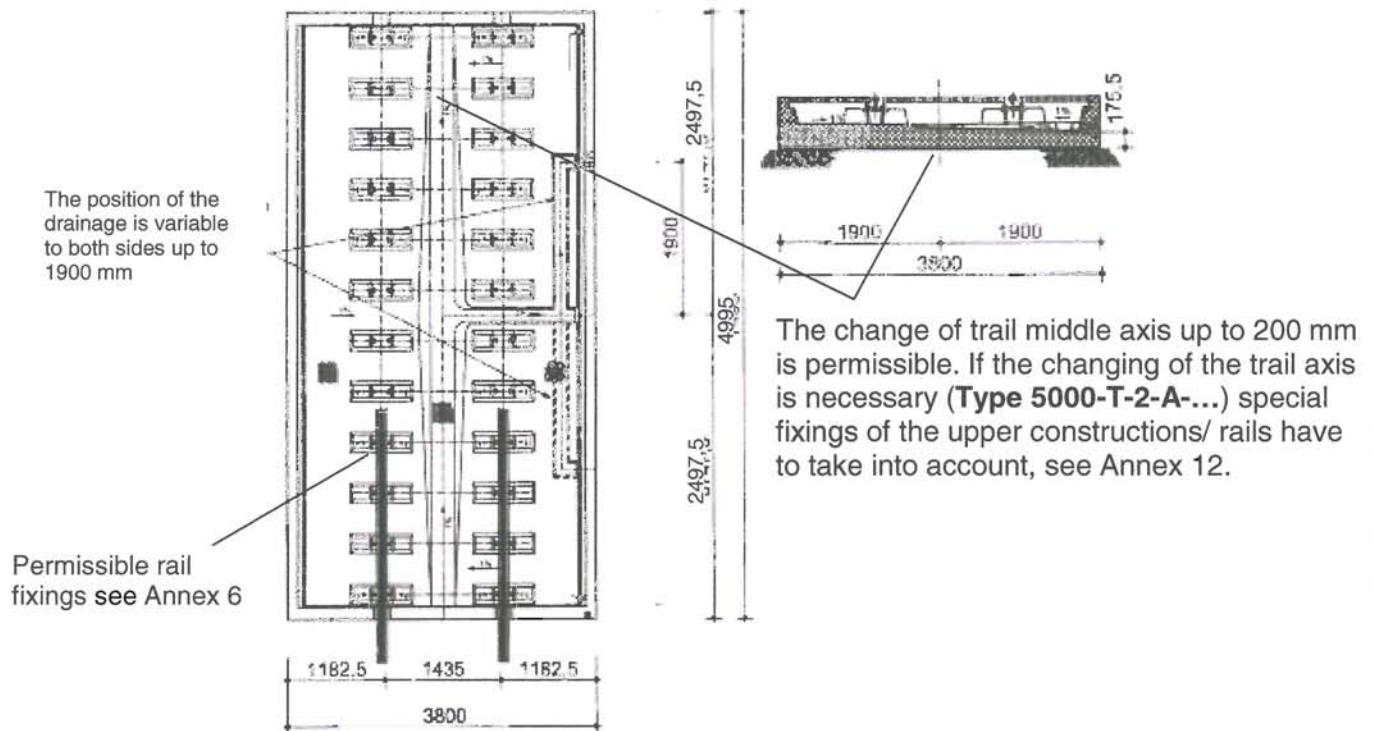 The position of the
drainage is variable
to both sides up to
1900 mm
Permissible rail
fixings see Annex 6
1182.5
1435
1182.5
3800
2497,5
2497,5
1900
4995
175,5
1900
1900
3800
The change of trail middle axis up to 200 mm
is permissible. If the changing of the trail axis
is necessary (Type 5000-T-2-A-...) special
fixings of the upper constructions/ rails have
to take into account, see Annex 12.